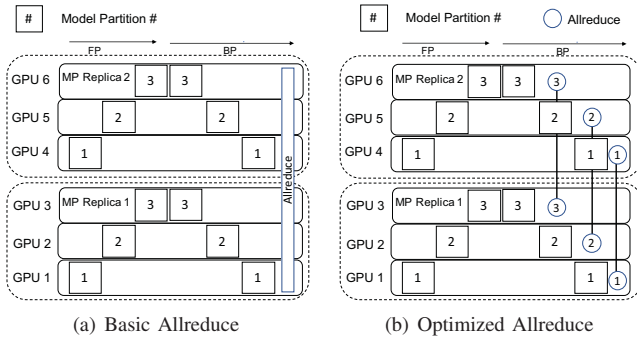 # Model Partition #
FP BP
GPU 6 MP Replica 2 3 3
GPU 5 2 2
GPU 4 1 1
Allreduce
GPU 3 MP Replica 1 3 3
GPU 2 2 2
GPU 1 1 1
(a) Basic Allreduce
# Model Partition # Allreduce
FP BP
GPU 6 MP Replica 2 3 3 3
GPU 5 2 2 2
GPU 4 1 1 1
GPU 3 MP Replica 1 3 3 3
GPU 2 2 2 2
GPU 1 1 1 1
(b) Optimized Allreduce